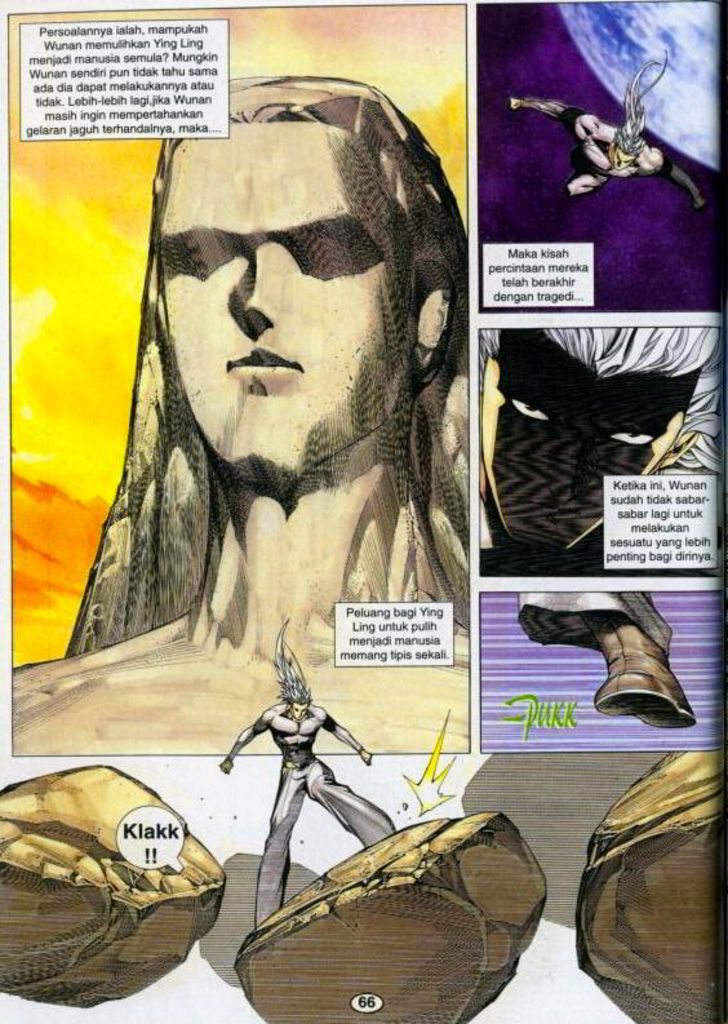 Persoalannya ialah, mampukah
Wunan memulihkan Ying Ling
menjadi manusia semula? Mungkin
Wunan sendiri pun tidak tahu sama
ada dia dapat melakukannya atau
tidak. Lebih-lebih lagi,jika Wunan
masih ingin mempertahankan
gelaran jaguh terhandalnya, maka....
Maka kisah
percintaan mereka
telah berakhir
dengan tragedi...
Ketika ini, Wunan
sudah tidak sabar-
sabar lagi untuk
melakukan
sesuatu yang lebih
penting bagi dirinya.
Peluang bagi Ying
Ling untuk pulih
menjadi manusia
memang tipis sekali.
PUKK
Klakk
!!
66